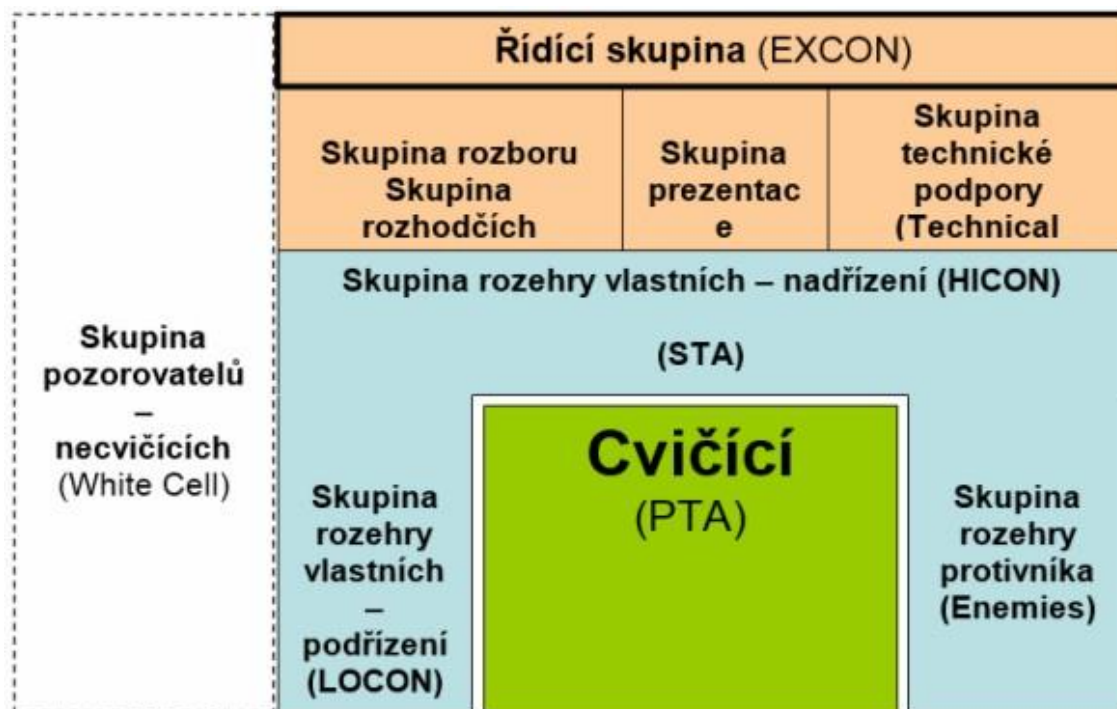 Řídící skupina (EXCON)
Skupina rozboru
Skupina
rozhodčích
Skupina
prezentac
e
Skupina
technické
podpory
(Technical
Skupina rozehry vlastních – nadřízení (HICON)
(STA)
Skupina
pozorovatelů
–
necvičících
(White Cell)
Cvičící
(PTA)
Skupina
rozehry
vlastních
–
podřízení
(LOCON)
Skupina
rozehry
protivníka
(Enemies)